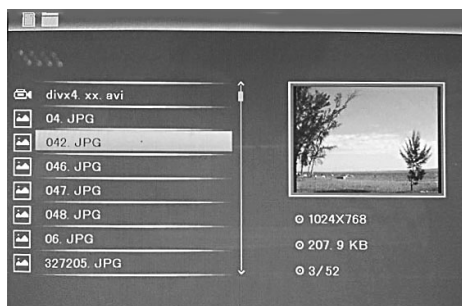 divx4. xx. avi
04. JPG
042. JPG
046. JPG
047. JPG
048. JPG
06. JPG
327205. JPG
1024X768
207. 9 KB
3/52